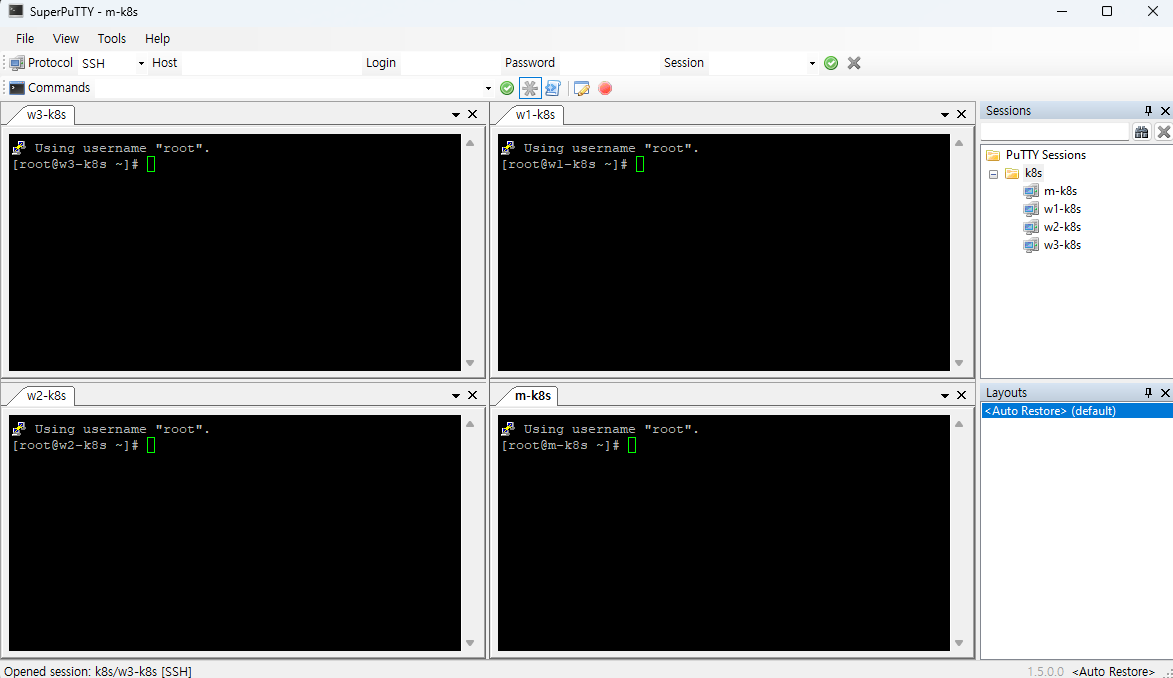 SuperPuTTY - m-k8s
File View Tools Help
Protocol SSH Host Login Password Session
Commands
w3-k8s
Using username "root".
[root@w3-k8s ~]#
w1-k8s
Using username "root".
[root@w1-k8s ~]#
w2-k8s
Using username "root".
[root@w2-k8s ~]#
m-k8s
Using username "root".
[root@m-k8s ~]#
Sessions
PuTTY Sessions
k8s
m-k8s
w1-k8s
w2-k8s
w3-k8s
Layouts
<Auto Restore> (default)
Opened session: k8s/w3-k8s [SSH] 1.5.0.0 <Auto Restore>